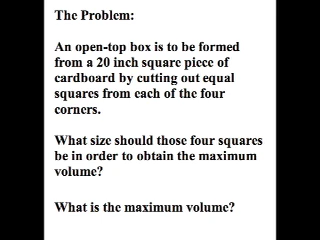 The Problem:
An open-top box is to be formed
from a 20 inch square piece of
cardboard by cutting out equal
squares from each of the four
corners.
What size should those four squares
be in order to obtain the maximum
volume?
What is the maximum volume?